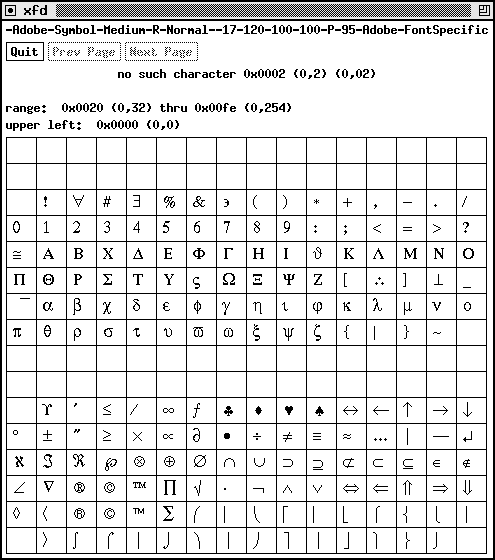 xfd
-Adobe-Symbol-Medium-R-Normal--17-120-100-100-P-95-Adobe-FontSpecific
Quit Prev Page Next Page
no such character 0x0002 (0,2) (0,02)
range: 0x0020 (0,32) thru 0x00fe (0,254)
upper left: 0x0000 (0,0)
! ∀ # ∃ % & ϶ ( ) * + , − . /
0 1 2 3 4 5 6 7 8 9 : ; < = > ?
≅ Α Β Χ Δ Ε Φ Γ Η Ι ϑ Κ Λ Μ Ν Ο
Π Θ Ρ Σ Τ Υ ς Ω Ξ Ψ Ζ [ ∴ ] ⊥ _
‾ α β χ δ ε ϕ γ η ι φ κ λ μ ν ο
π θ ρ σ τ υ ϖ ω ξ ψ ζ { | } ~
ϒ ′ ≤ ⁄ ∞ ƒ ♣ ♦ ♥ ♠ ↔ ← ↑ → ↓
° ± ″ ≥ × ∝ ∂ • ÷ ≠ ≡ ≈ … | — ↵
ℵ ℑ ℜ ℘ ⊗ ⊕ ∅ ∩ ∪ ⊃ ⊇ ⊄ ⊂ ⊆ ∈ ∉
∠ ∇ ® © ™ ∏ √ ⋅ ¬ ∧ ∨ ⇔ ⇐ ⇑ ⇒ ⇓
◊ 〈 ® © ™ ∑ ⎛ ⎜ ⎝ ⎡ ⎢ ⎣ ⎧ ⎨ ⎩ ⎪
〉 ∫ ⌠ ⎮ ⌡ ⎞ ⎟ ⎠ ⎤ ⎥ ⎦ ⎫ ⎬ ⎭